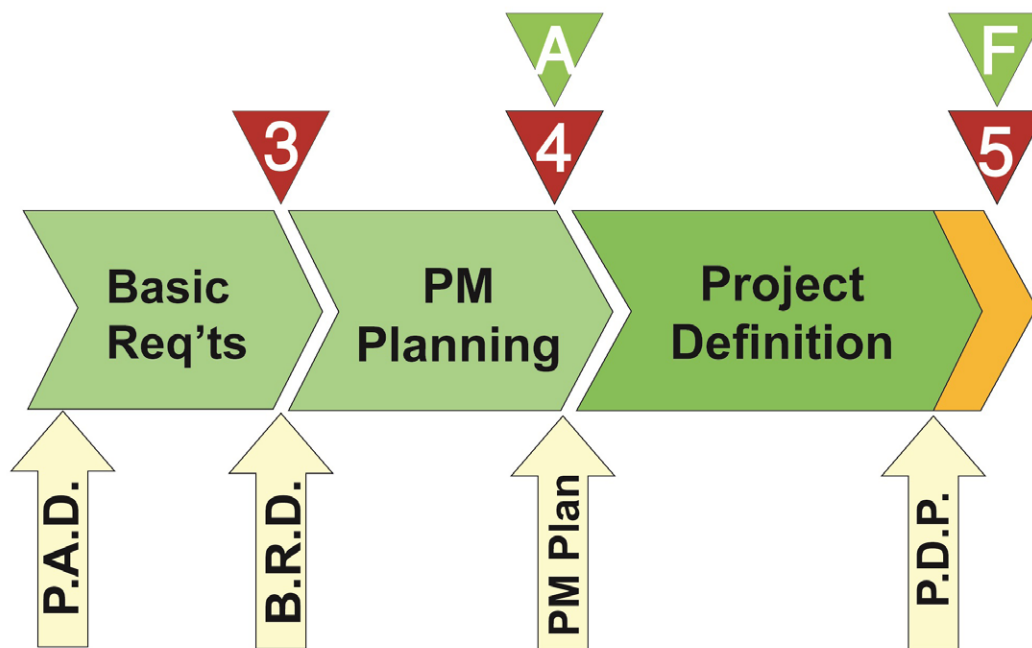 A
F
3
4
5
Basic
Req'ts
PM
Planning
Project
Definition
P.A.D.
B.R.D.
PM Plan
P.D.P.